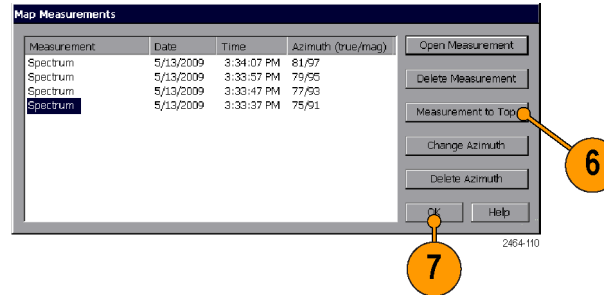 Map Measurements
Measurement Date Time Azimuth (true/mag)
Spectrum 5/13/2009 3:34:07 PM 81/97
Spectrum 5/13/2009 3:33:57 PM 79/95
Spectrum 5/13/2009 3:33:47 PM 77/93
Spectrum 5/13/2009 3:33:37 PM 75/91
Open Measurement
Delete Measurement
Measurement to Top
6
Change Azimuth
Delete Azimuth
OK Help
7
2464-110